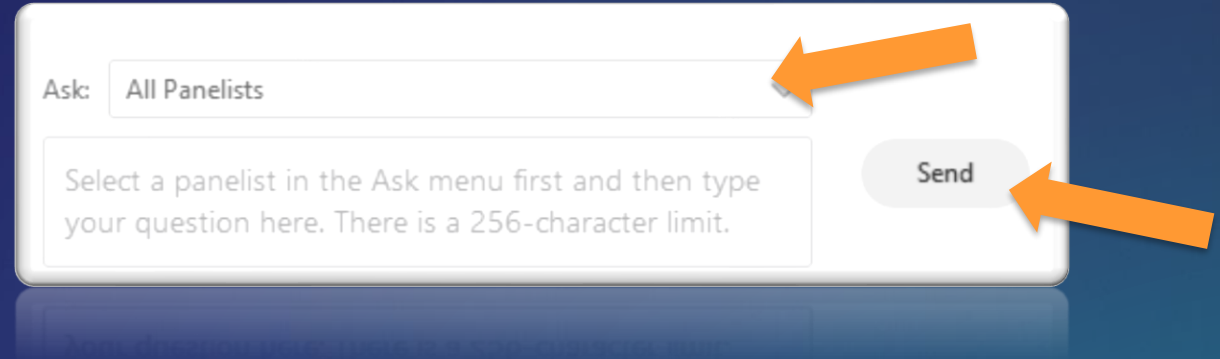 Ask: All Panelists
Select a panelist in the Ask menu first and then type
your question here. There is a 256-character limit.
Send